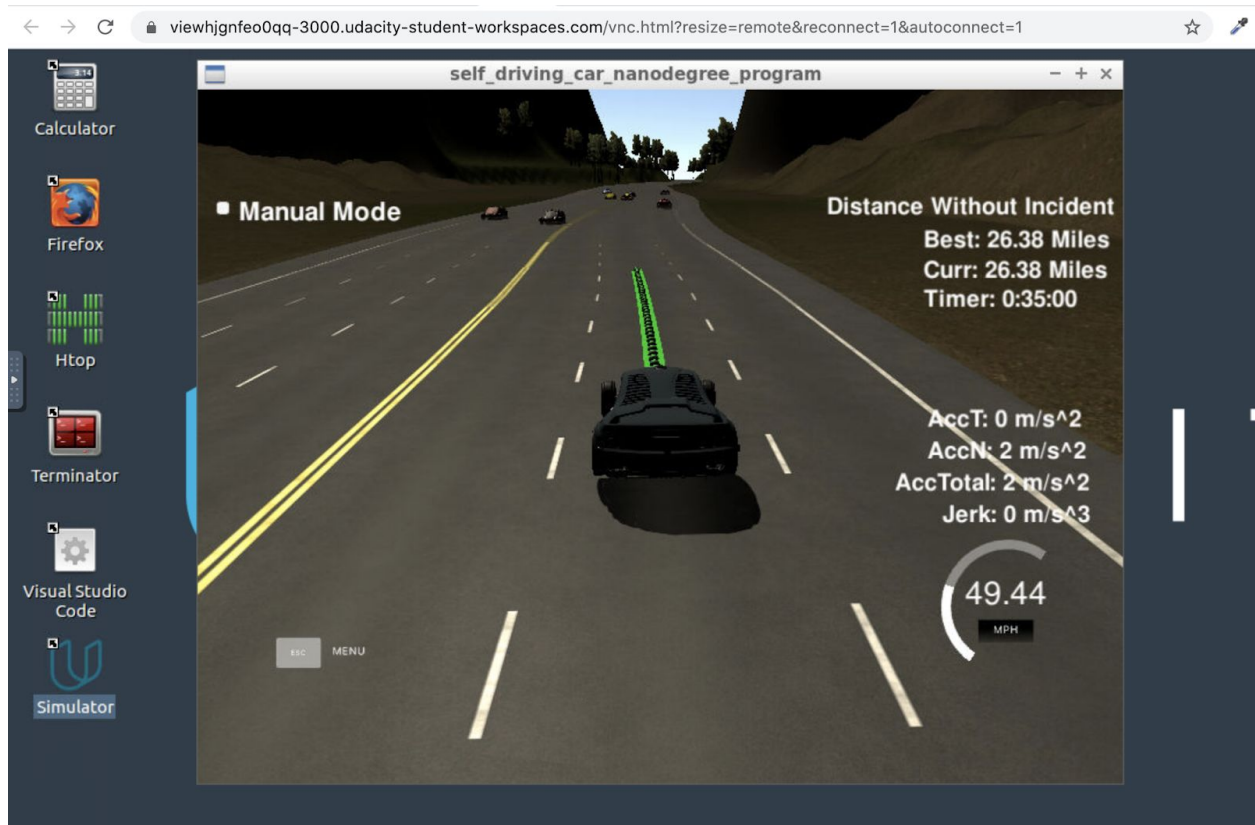 viewhjgnfeo0qq-3000.udacity-student-workspaces.com/vnc.html?resize=remote&reconnect=1&autoconnect=1
self_driving_car_nanodegree_program
3.14
Calculator
Firefox
Htop
Terminator
Visual Studio
Code
Simulator
Manual Mode
Distance Without Incident
Best: 26.38 Miles
Curr: 26.38 Miles
Timer: 0:35:00
AccT: 0 m/s^2
AccN: 2 m/s^2
AccTotal: 2 m/s^2
Jerk: 0 m/s^3
49.44
MPH
ESC MENU